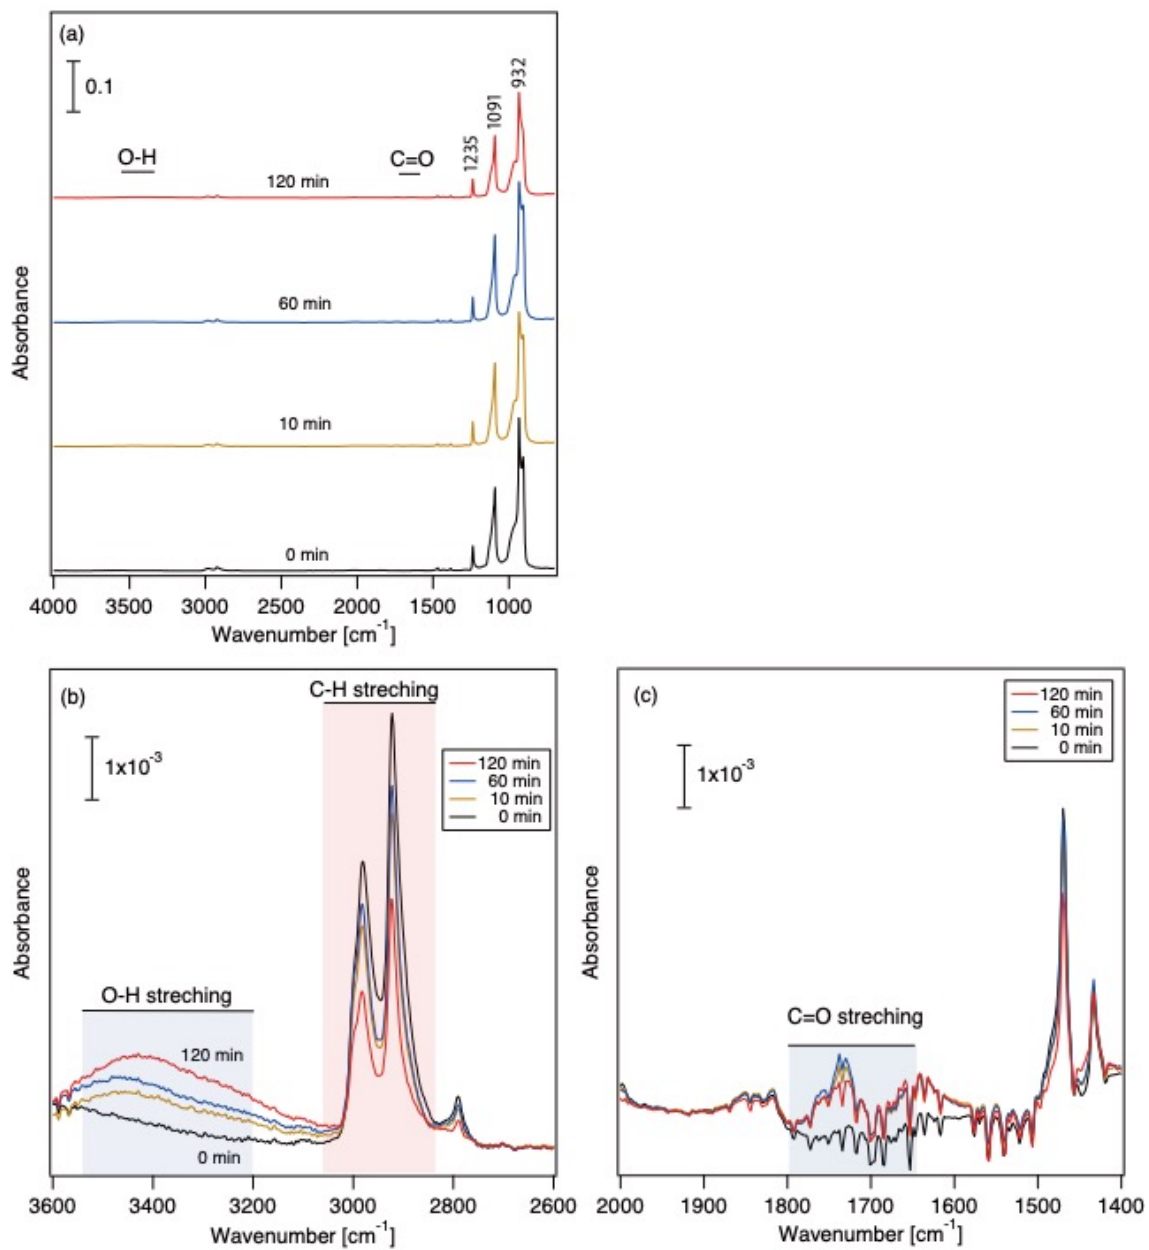 (a)
0.1
932
1091
1235
O-H
C=O
120 min
60 min
10 min
0 min
Absorbance
4000 3500 3000 2500 2000 1500 1000
Wavenumber [cm⁻¹]
(b)
C-H streching
1x10⁻³
120 min
60 min
10 min
0 min
O-H streching
120 min
0 min
Absorbance
3600 3400 3200 3000 2800 2600
Wavenumber [cm⁻¹]
(c)
120 min
60 min
10 min
0 min
1x10⁻³
C=O streching
Absorbance
2000 1900 1800 1700 1600 1500 1400
Wavenumber [cm⁻¹]